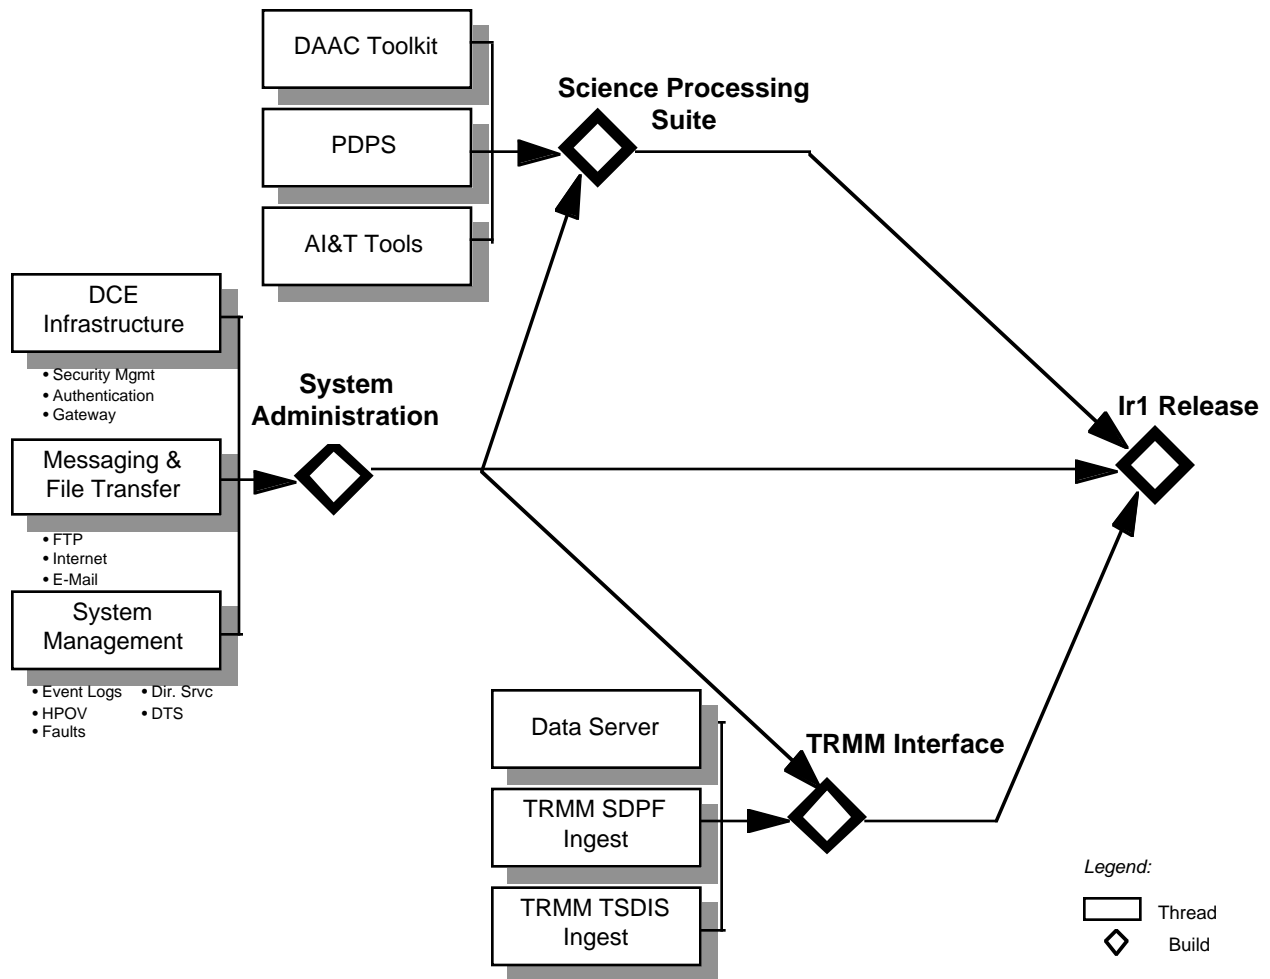 DAAC Toolkit
PDPS
AI&T Tools
Science Processing
Suite
DCE
Infrastructure
• Security Mgmt
• Authentication
• Gateway
Messaging &
File Transfer
• FTP
• Internet
• E-Mail
System
Management
• Event Logs • Dir. Srvc
• HPOV • DTS
• Faults
System
Administration
Ir1 Release
Data Server
TRMM SDPF
Ingest
TRMM TSDIS
Ingest
TRMM Interface
Legend:
Thread
Build